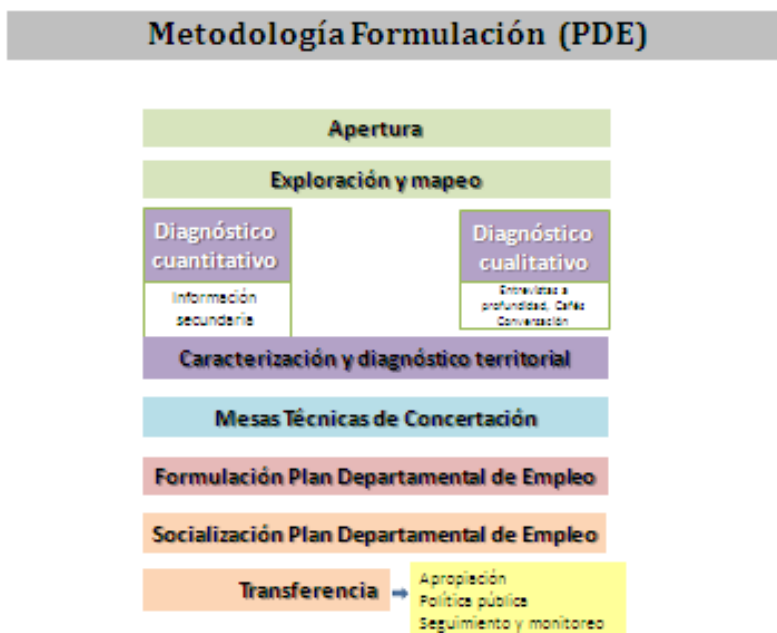 Metodología Formulación (PDE)
Apertura
Exploración y mapeo
Diagnóstico
cuantitativo
Información
secundaria
Diagnóstico
cualitativo
Entrevistas a
profundidad, Cafés
Conversación
Caracterización y diagnóstico territorial
Mesas Técnicas de Concertación
Formulación Plan Departamental de Empleo
Socialización Plan Departamental de Empleo
Transferencia
Apropiación
Política pública
Seguimiento y monitoreo